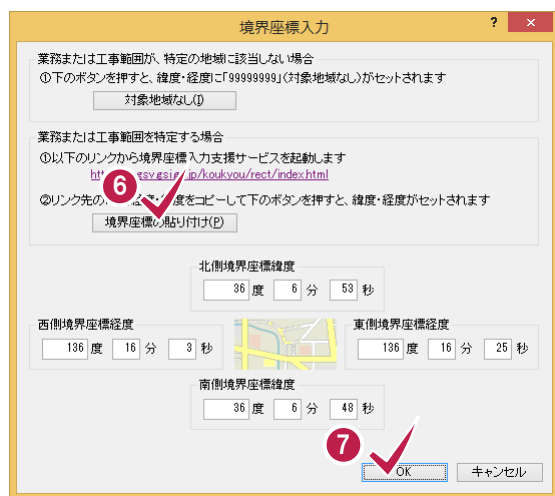 境界座標入力
? ×
業務または工事範囲が、特定の地域に該当しない場合
①下のボタンを押すと、緯度・経度に「99999999」(対象地域なし)がセットされます
対象地域なし(I)
業務または工事範囲を特定する場合
①以下のリンクから境界座標入力支援サービスを起動します
/koukyou/rect/index.html
6
②リンク先の 経度・緯度をコピーして下のボタンを押すと、緯度・経度がセットされます
境界座標の貼り付け(P)
北側境界座標緯度
36 度 6 分 53 秒
西側境界座標経度
136 度 16 分 3 秒
東側境界座標経度
136 度 16 分 25 秒
南側境界座標緯度
36 度 6 分 48 秒
7
OK キャンセル